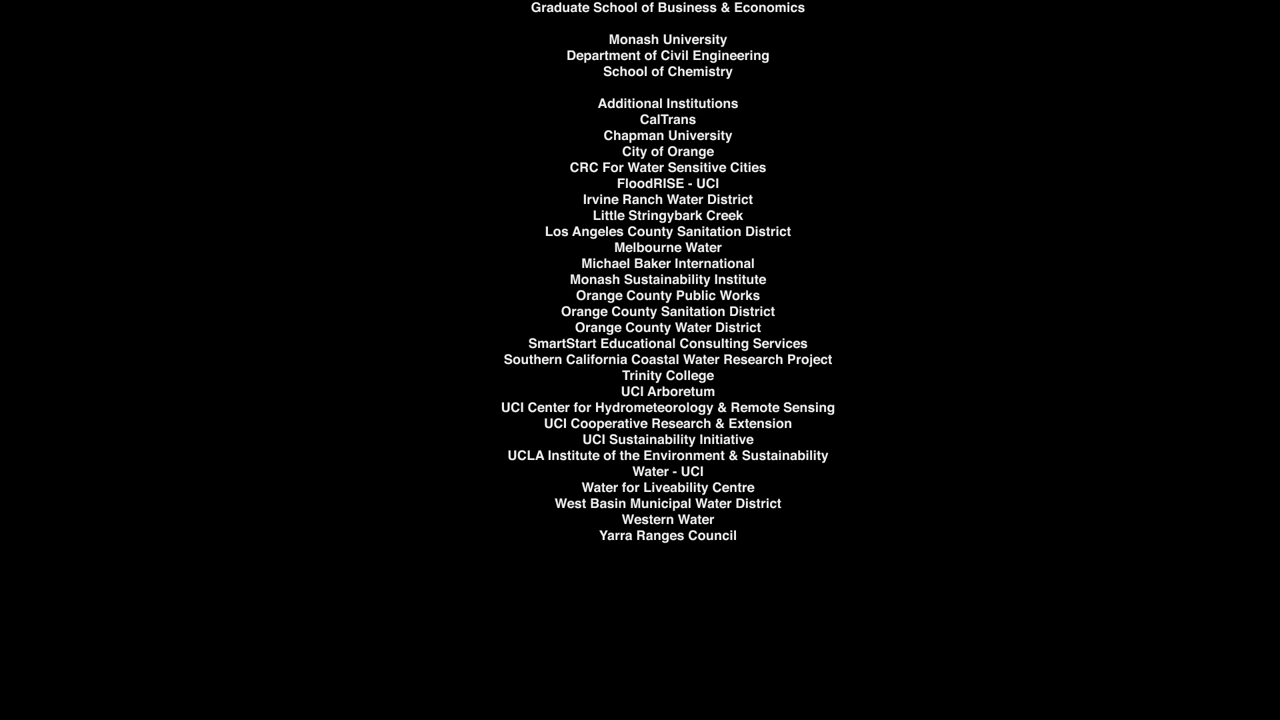 Graduate School of Business & Economics
Monash University
Department of Civil Engineering
School of Chemistry
Additional Institutions
CalTrans
Chapman University
City of Orange
CRC For Water Sensitive Cities
FloodRISE - UCI
Irvine Ranch Water District
Little Stringybark Creek
Los Angeles County Sanitation District
Melbourne Water
Michael Baker International
Monash Sustainability Institute
Orange County Public Works
Orange County Sanitation District
Orange County Water District
SmartStart Educational Consulting Services
Southern California Coastal Water Research Project
Trinity College
UCI Arboretum
UCI Center for Hydrometeorology & Remote Sensing
UCI Cooperative Research & Extension
UCI Sustainability Initiative
UCLA Institute of the Environment & Sustainability
Water - UCI
Water for Liveability Centre
West Basin Municipal Water District
Western Water
Yarra Ranges Council